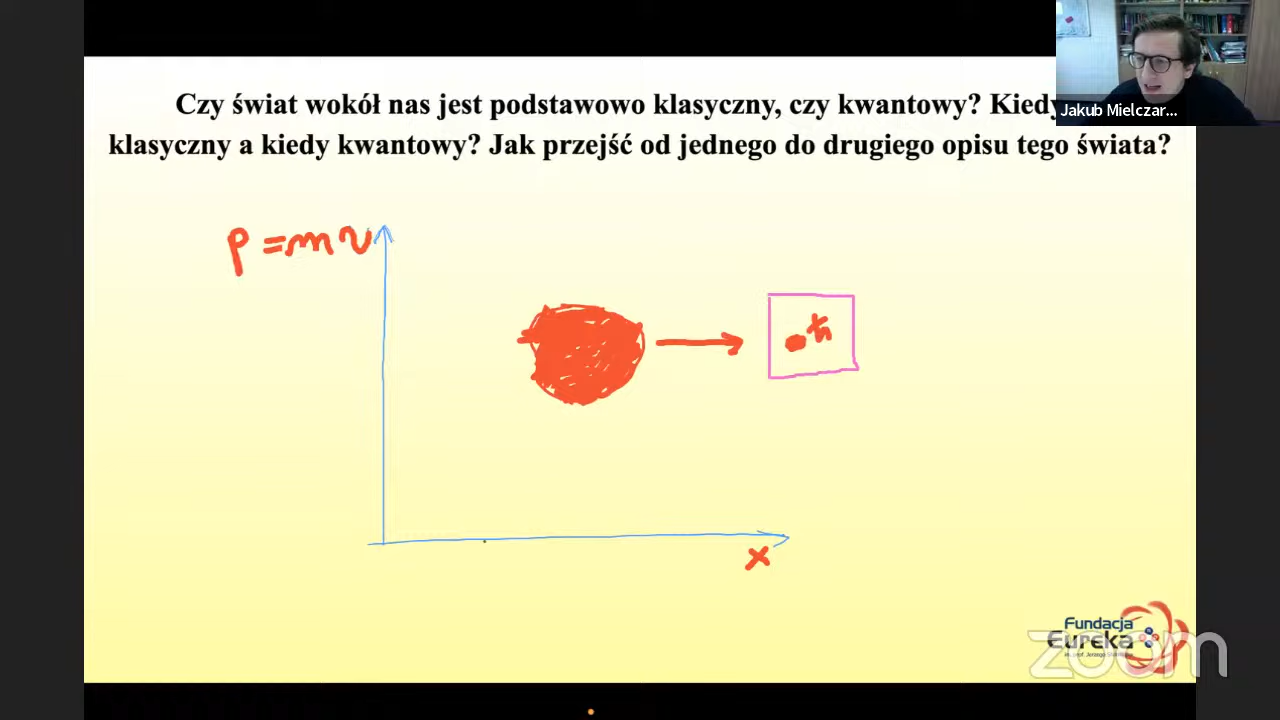 Czy świat wokół nas jest podstawowo klasyczny, czy kwantowy? Kiedy
klasyczny a kiedy kwantowy? Jak przejść od jednego do drugiego opisu tego świata?
Jakub Mielczar...
p = m v
ħ
x
Fundacja
Eureka
zoom